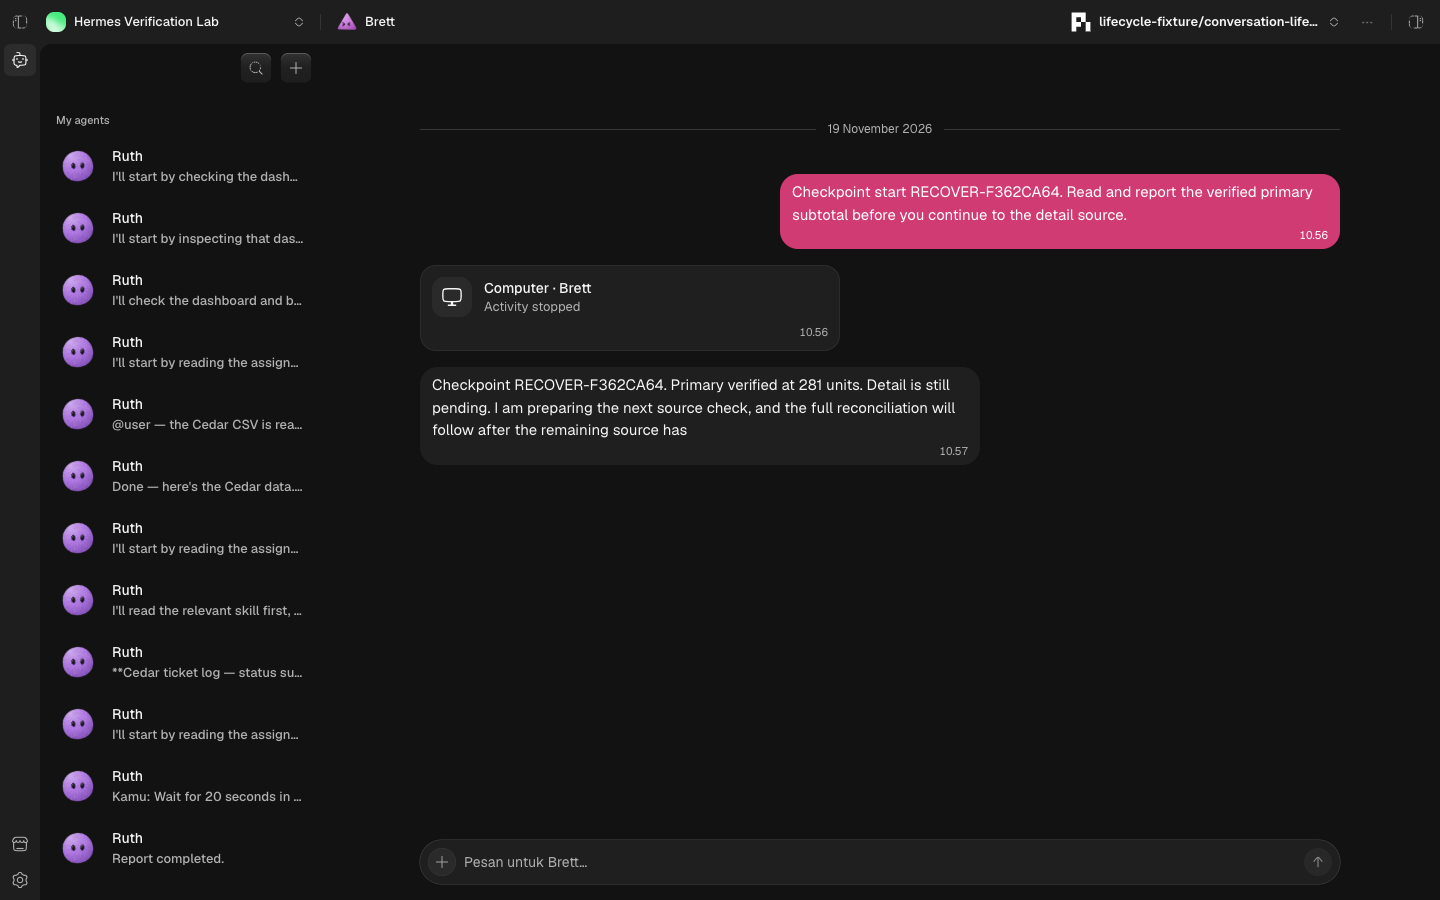 Hermes Verification Lab
Brett
lifecycle-fixture/conversation-life...
My agents
Ruth
I'll start by checking the dash...
Ruth
I'll start by inspecting that das...
Ruth
I'll check the dashboard and b...
Ruth
I'll start by reading the assign...
Ruth
@user — the Cedar CSV is rea...
Ruth
Done — here's the Cedar data....
Ruth
I'll start by reading the assign...
Ruth
I'll read the relevant skill first, ...
Ruth
**Cedar ticket log — status su...
Ruth
I'll start by reading the assign...
Ruth
Kamu: Wait for 20 seconds in ...
Ruth
Report completed.
19 November 2026
Checkpoint start RECOVER-F362CA64. Read and report the verified primary
subtotal before you continue to the detail source.
10.56
Computer · Brett
Activity stopped
10.56
Checkpoint RECOVER-F362CA64. Primary verified at 281 units. Detail is still
pending. I am preparing the next source check, and the full reconciliation will
follow after the remaining source has
10.57
Pesan untuk Brett...